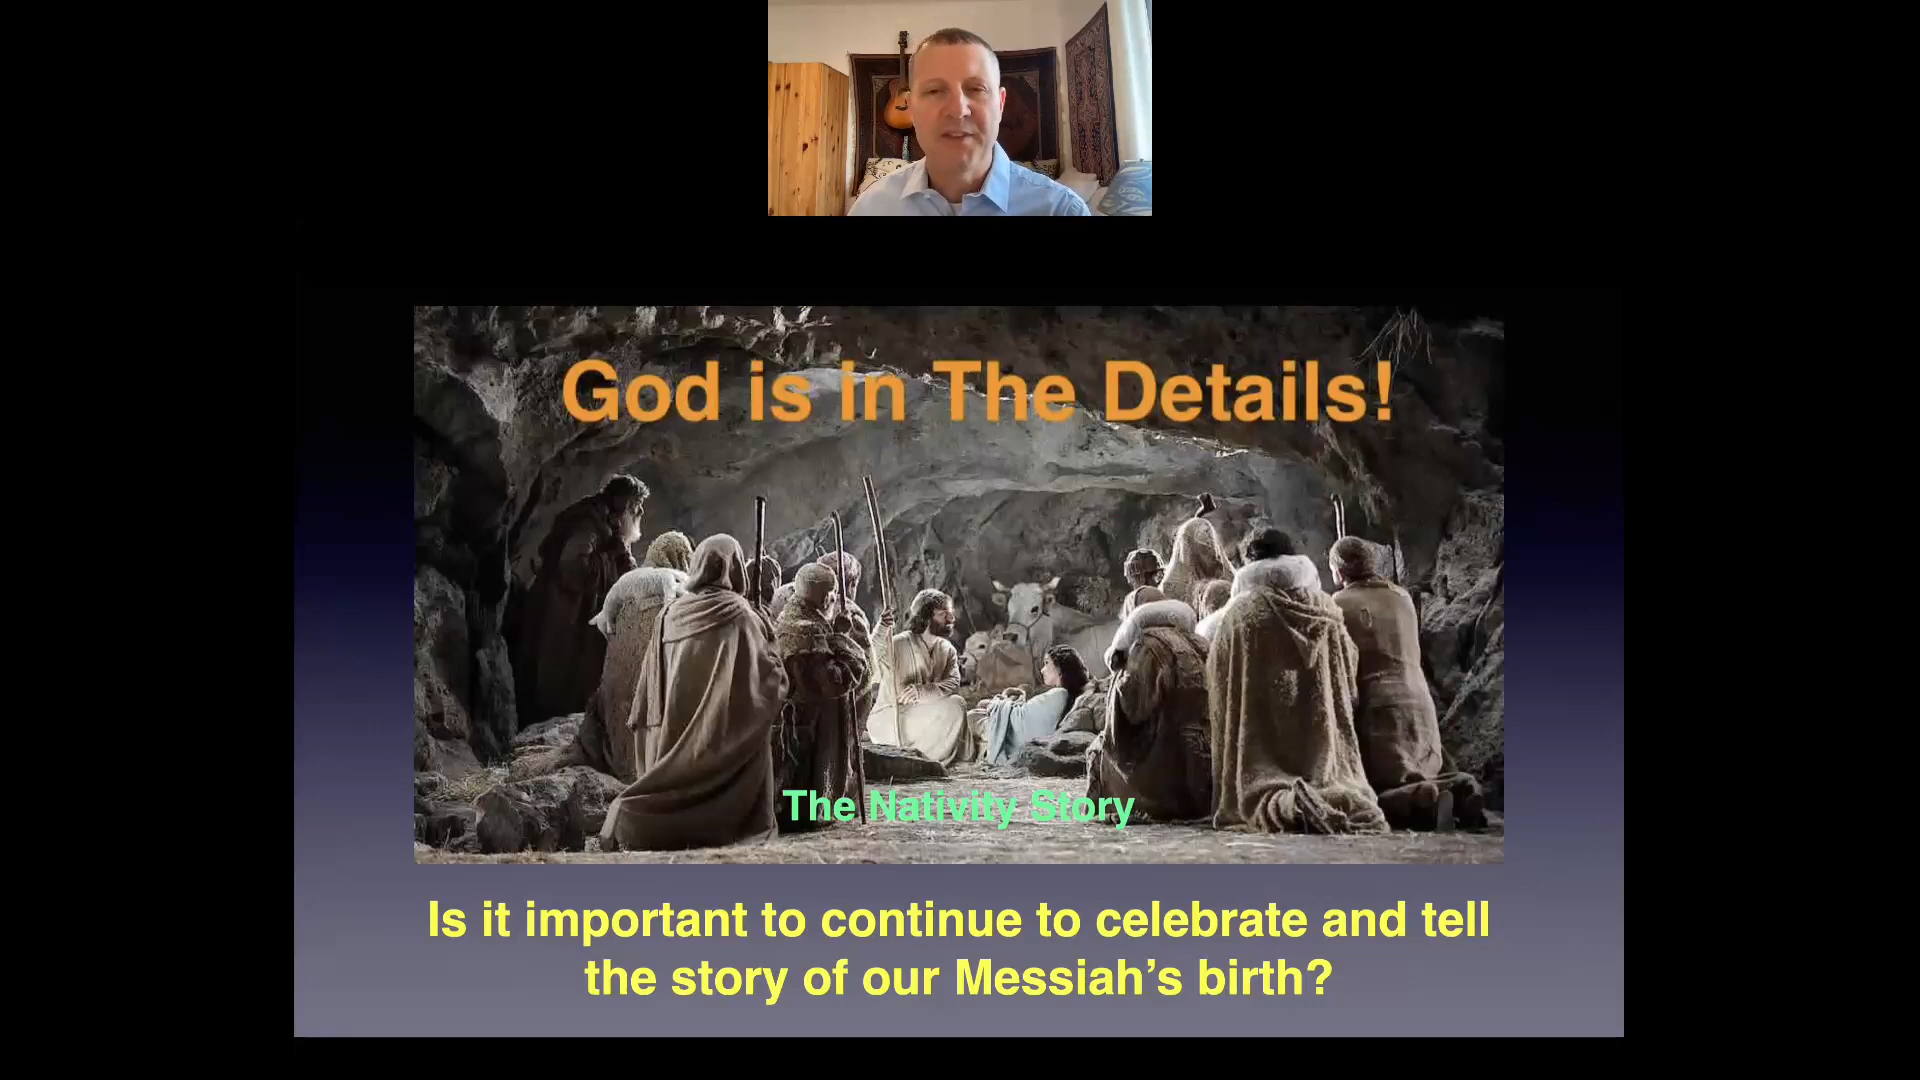 God is in The Details!
The Nativity Story
Is it important to continue to celebrate and tell
the story of our Messiah’s birth?